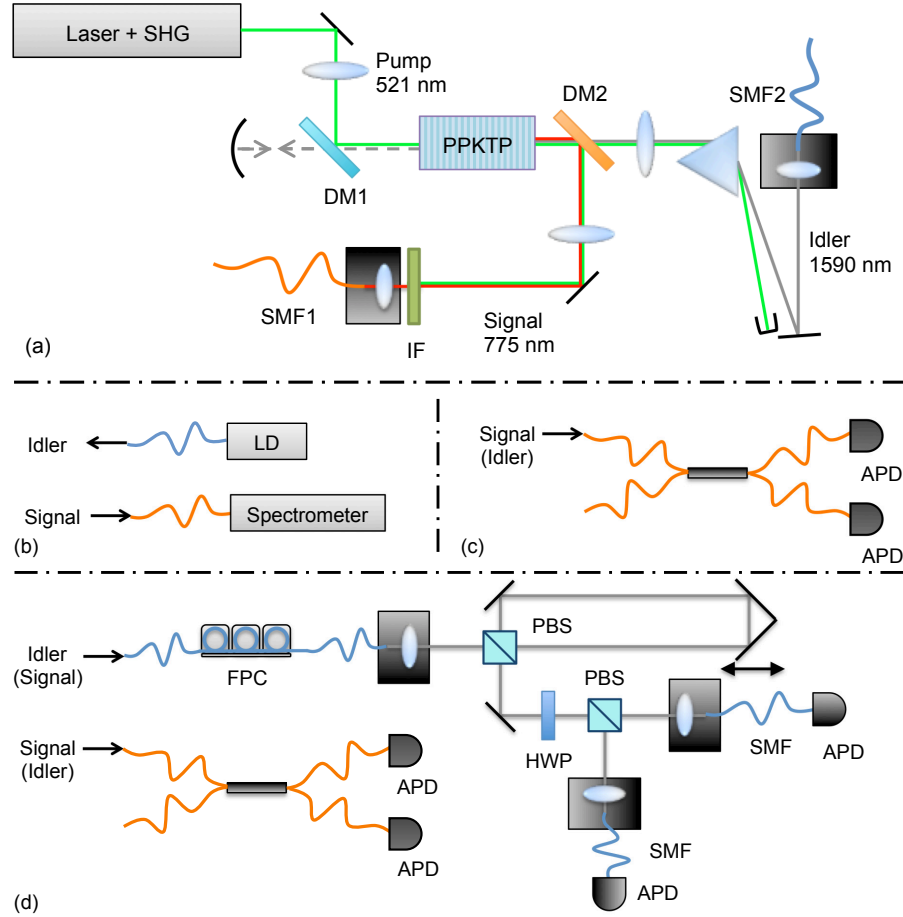 Laser + SHG
Pump
521 nm
SMF2
DM2
PPKTP
DM1
Idler
1590 nm
SMF1
IF
Signal
775 nm
(a)
Idler
LD
Signal
Spectrometer
(b)
Signal
(Idler)
APD
APD
(c)
Idler
(Signal)
FPC
PBS
PBS
HWP
SMF
APD
Signal
(Idler)
APD
APD
SMF
APD
(d)